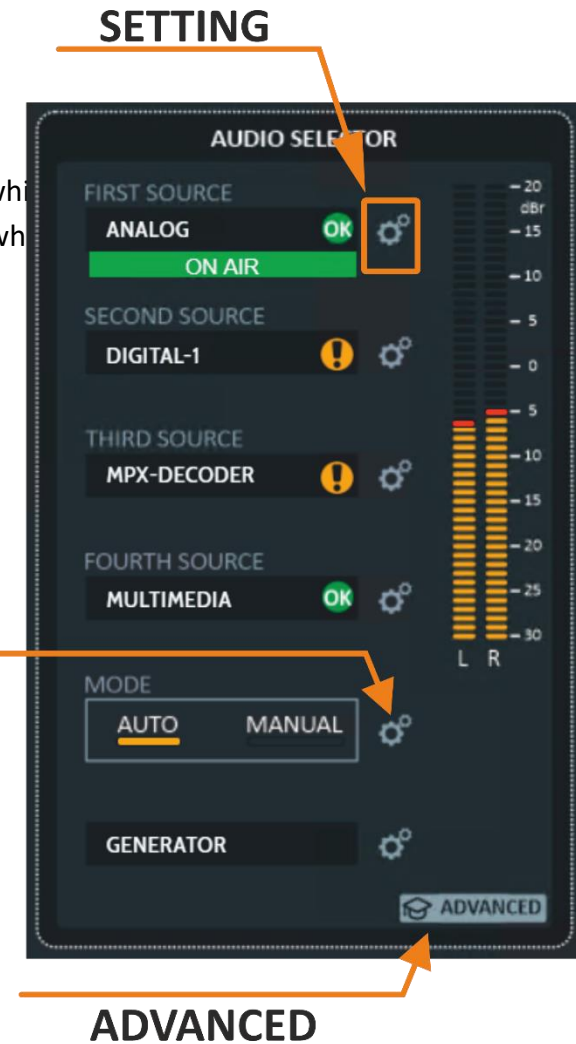 SETTING
AUDIO SELECTOR
whi
wh
FIRST SOURCE
ANALOG OK
ON AIR
SECOND SOURCE
DIGITAL-1 !
THIRD SOURCE
MPX-DECODER !
FOURTH SOURCE
MULTIMEDIA OK
MODE
AUTO MANUAL
GENERATOR
ADVANCED
20
dBr
15
10
5
0
5
10
15
20
25
30
L R
ADVANCED